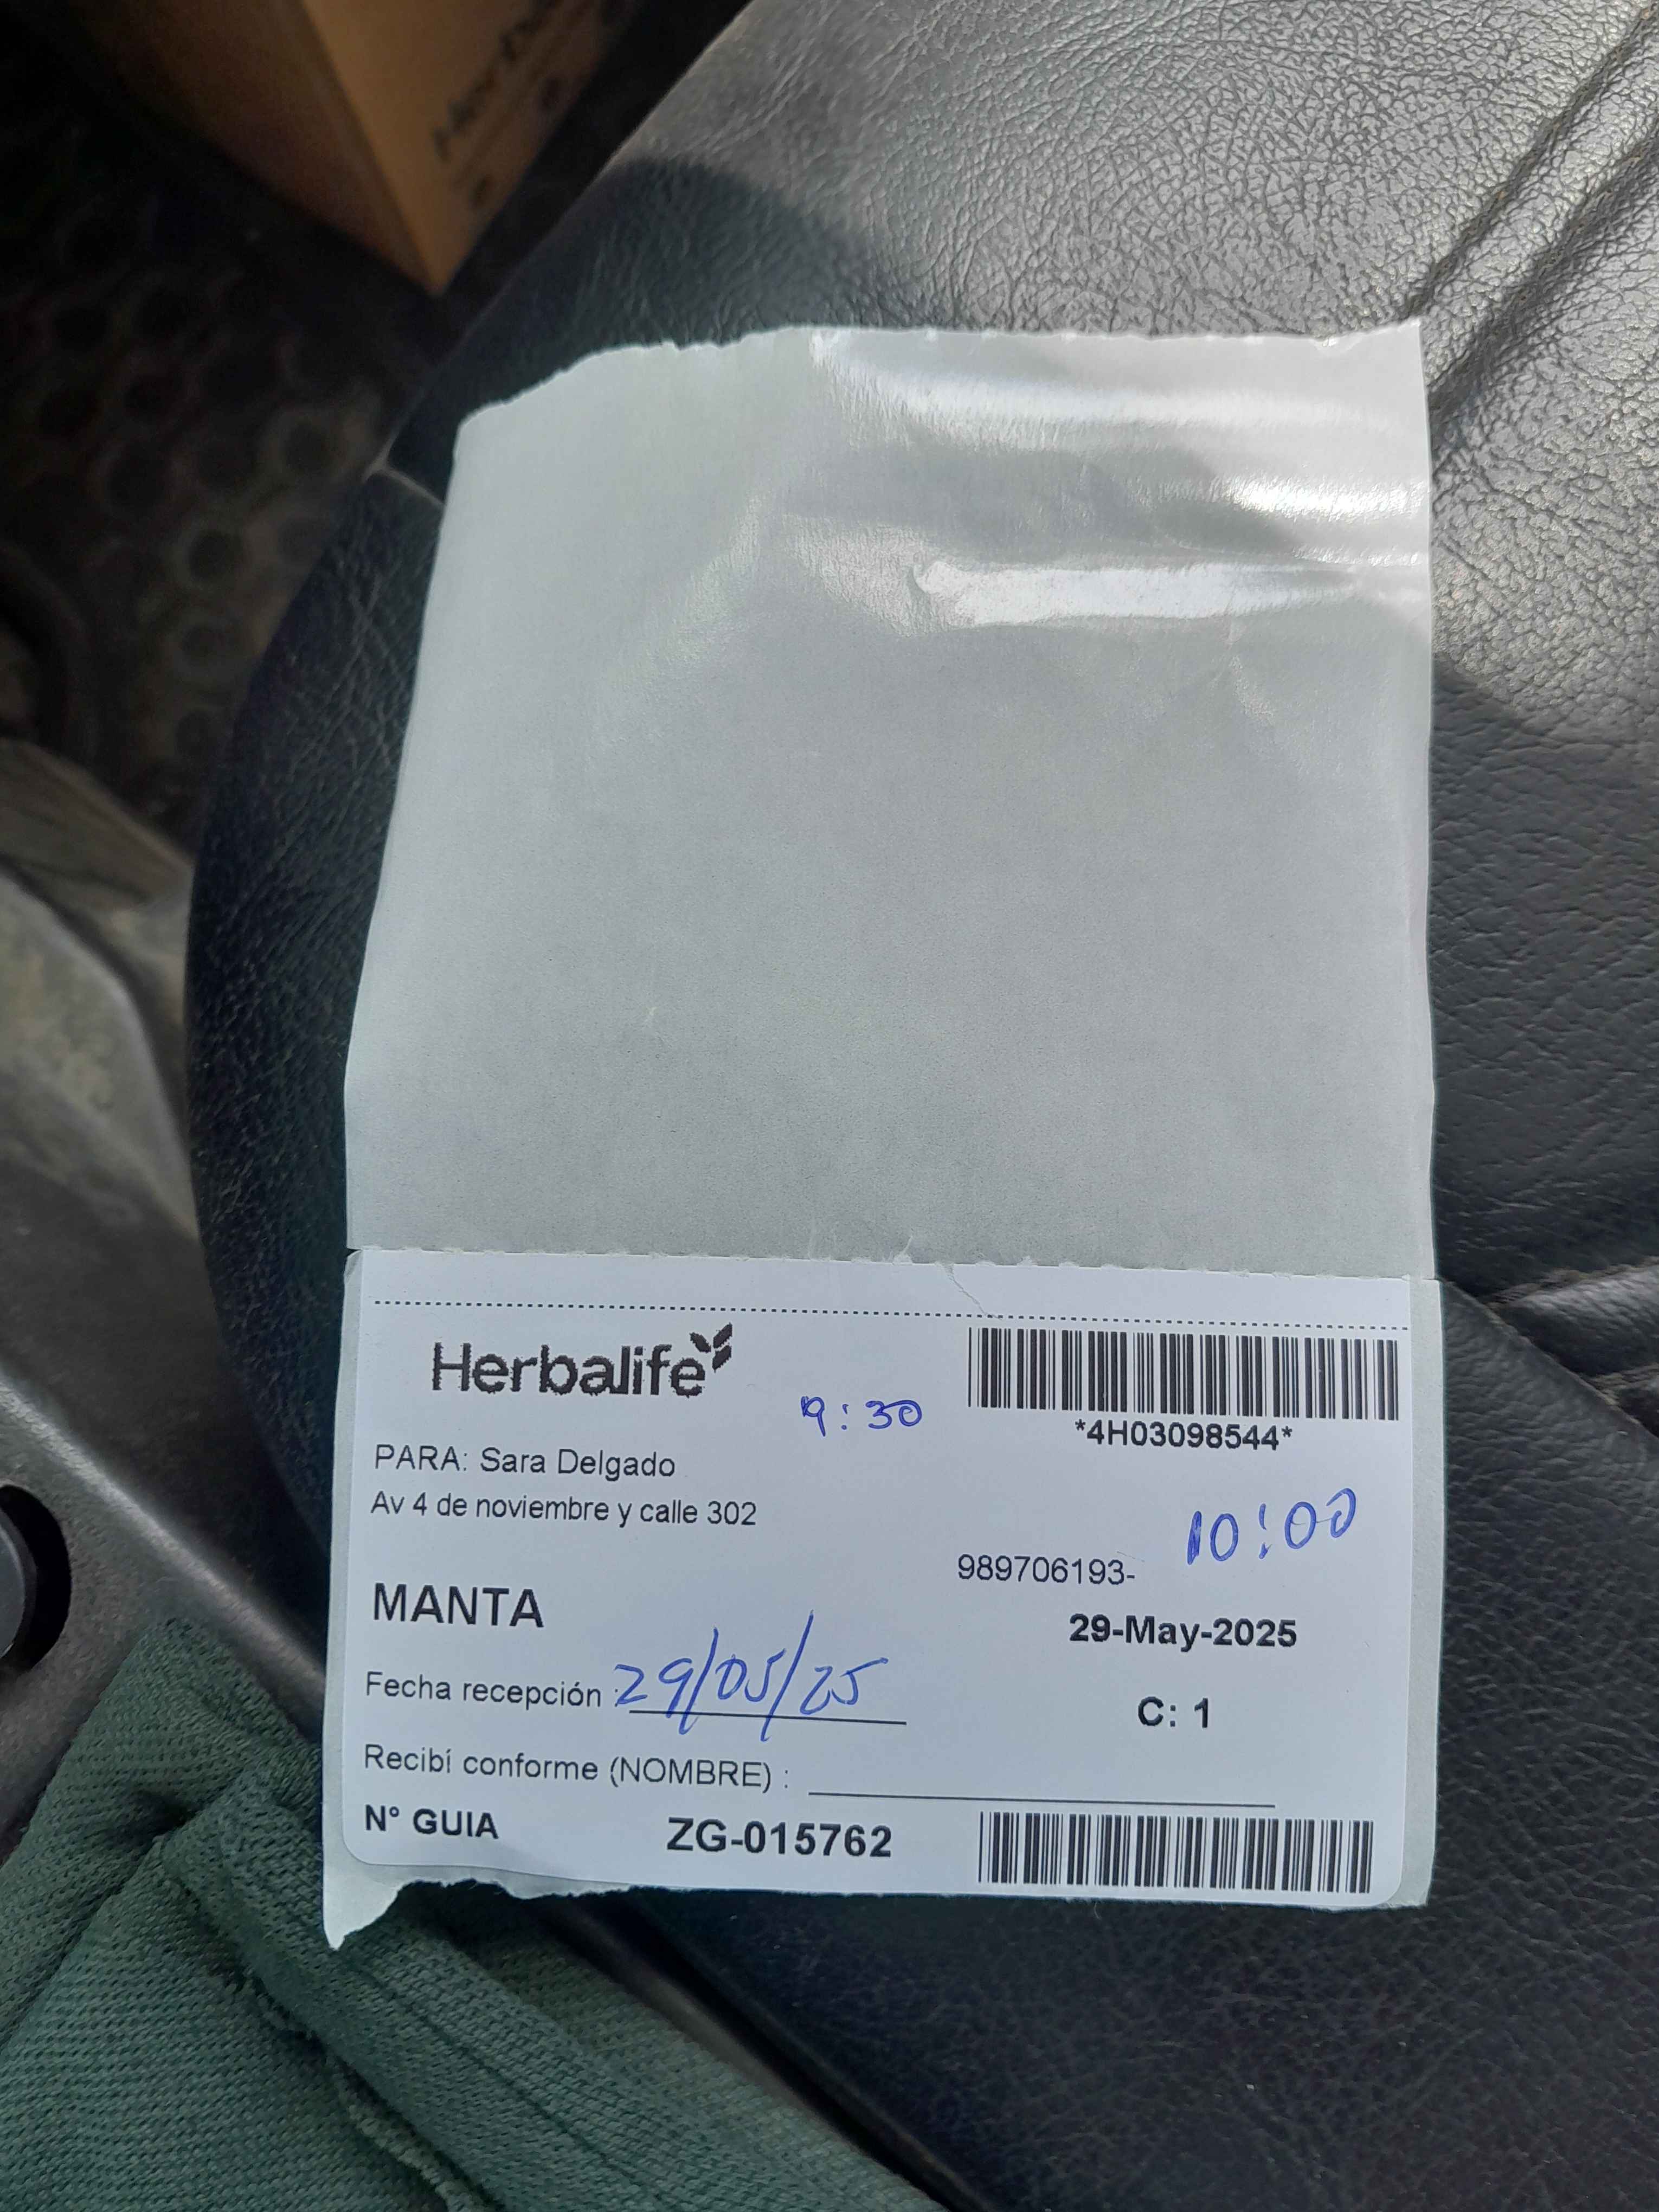 Herbalife
9:30
*4H03098544*
PARA: Sara Delgado
Av 4 de noviembre y calle 302
10:00
989706193-
MANTA
29-May-2025
Fecha recepción : 29/05/25
C: 1
Recibí conforme (NOMBRE) :
N° GUIA ZG-015762